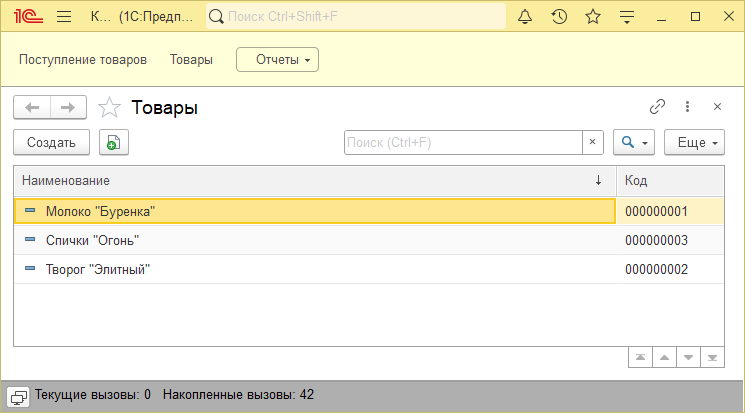 1С K... (1С:Предп... Поиск Ctrl+Shift+F
Поступление товаров Товары Отчеты
Товары
Создать Поиск (Ctrl+F) × Еще
Наименование ↓ Код
Молоко "Буренка" 000000001
Спички "Огонь" 000000003
Творог "Элитный" 000000002
Текущие вызовы: 0 Накопленные вызовы: 42